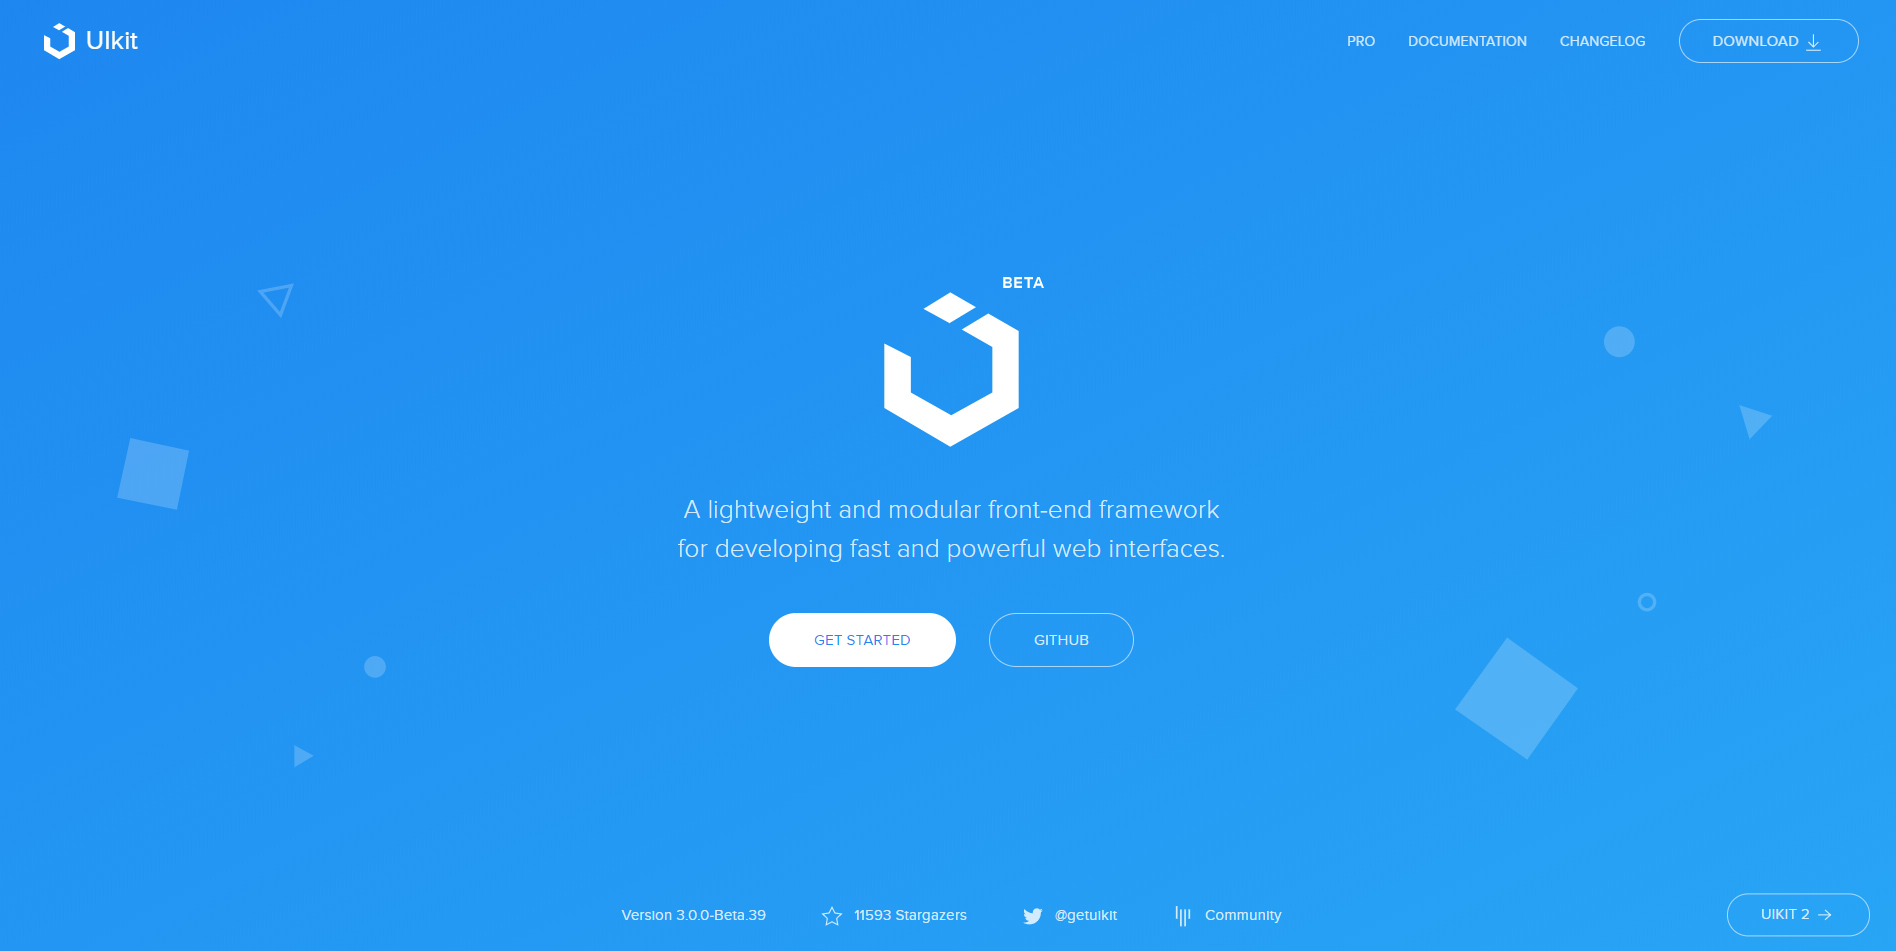 UIkit
PRO
DOCUMENTATION
CHANGELOG
DOWNLOAD
BETA
A lightweight and modular front-end framework
for developing fast and powerful web interfaces.
GET STARTED
GITHUB
Version 3.0.0-Beta.39
11593 Stargazers
@getuikit
Community
UIKIT 2